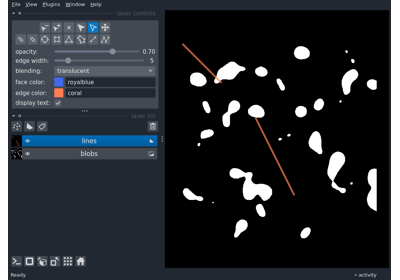 File View Plugins Window Help
layer controls
opacity: 0.70
edge width: 5
blending: translucent
face color: royalblue
edge color: coral
display text:
layer list
lines
blobs
Ready
activity